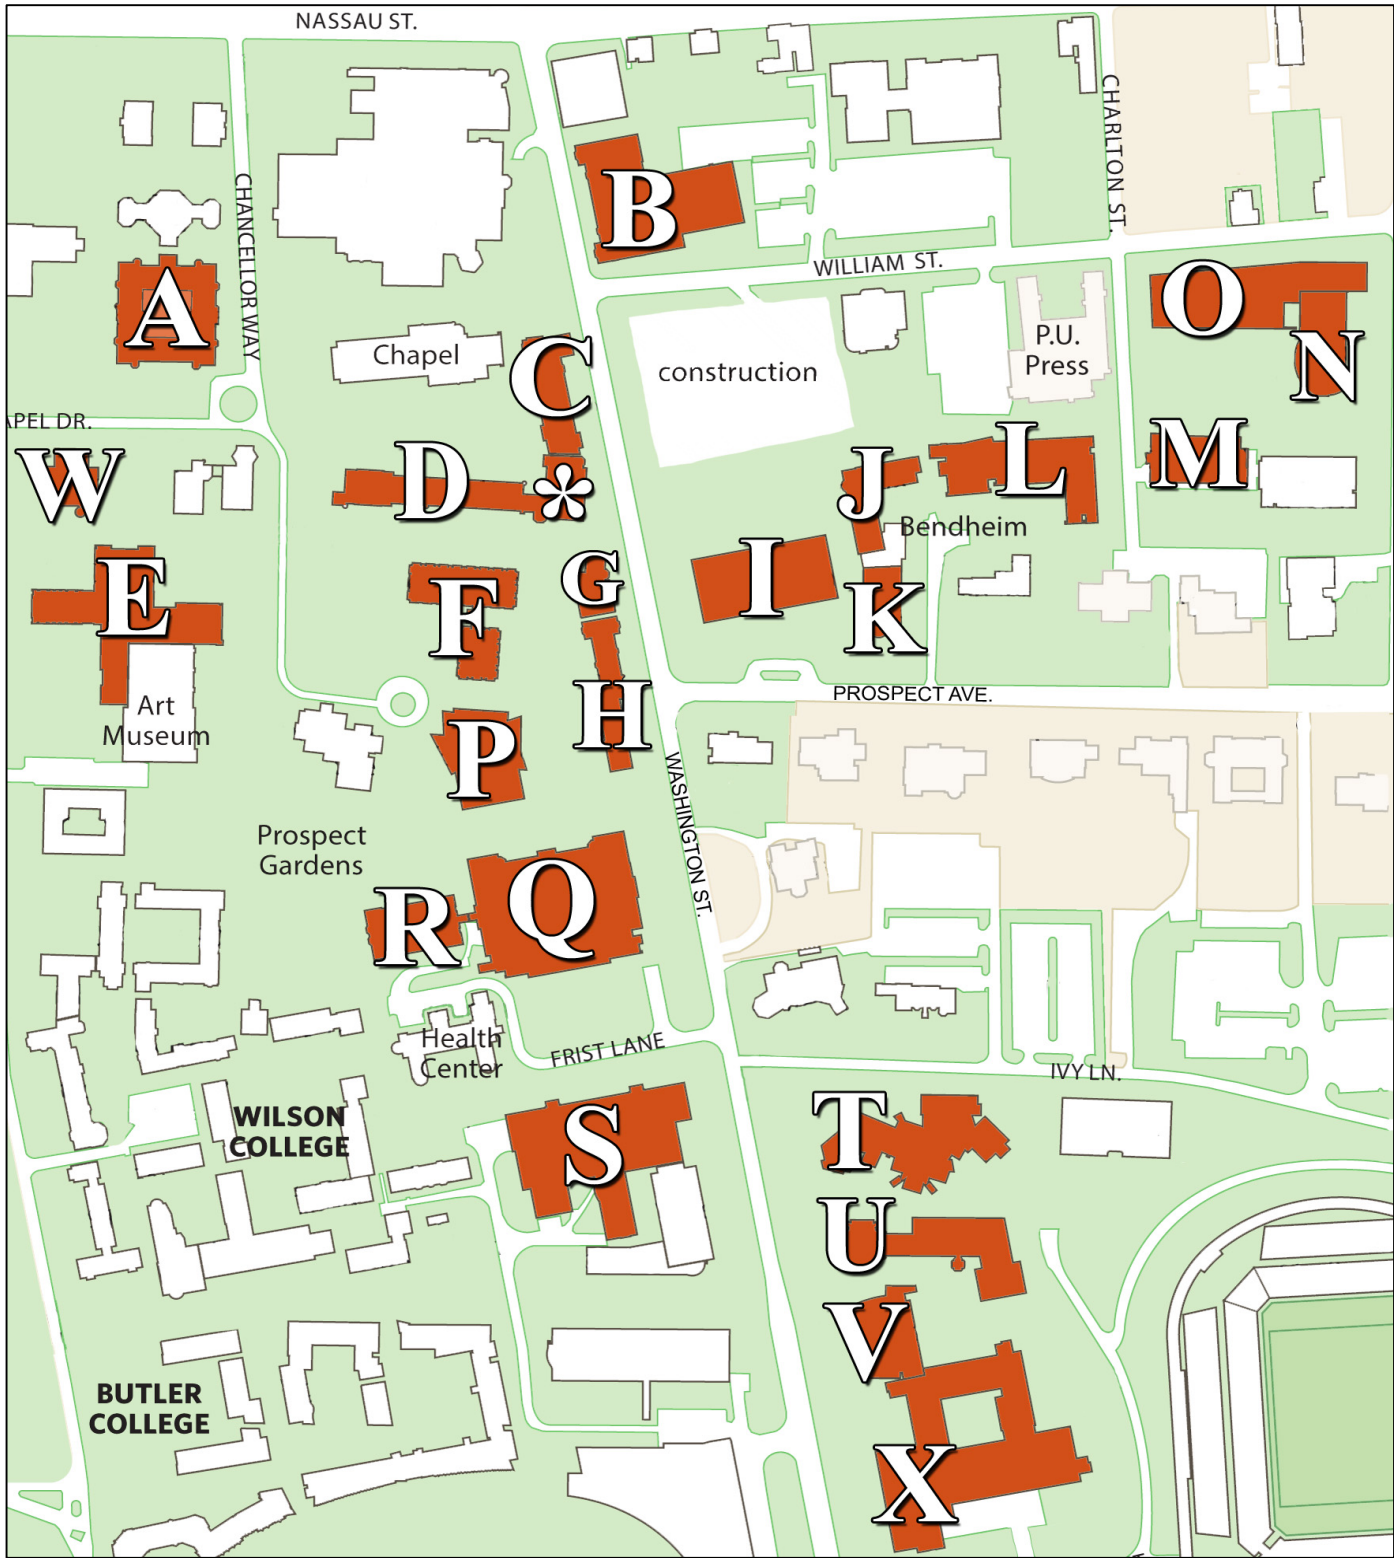 NASSAU ST.
CHARLTON ST.
CHANCELLOR WAY
B
WILLIAM ST.
A
O
P.U.
Press
N
Chapel
C
construction
APEL DR.
W
D
*
J
L
M
Bendheim
E
F
G
I
K
Art
Museum
H
PROSPECT AVE.
P
WASHINGTON ST.
Prospect
Gardens
R
Q
Health
Center
FRIST LANE
IVY LN.
WILSON
COLLEGE
S
T
U
V
BUTLER
COLLEGE
X